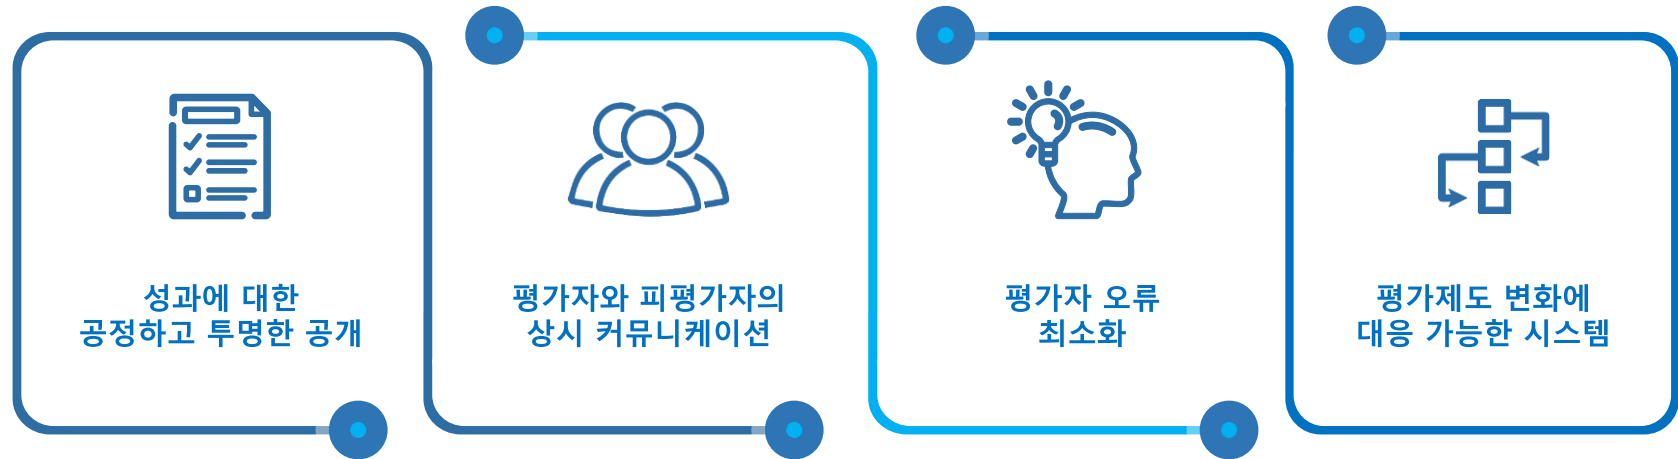 성과에 대한
공정하고 투명한 공개
평가자와 피평가자의
상시 커뮤니케이션
평가자 오류
최소화
평가제도 변화에
대응 가능한 시스템